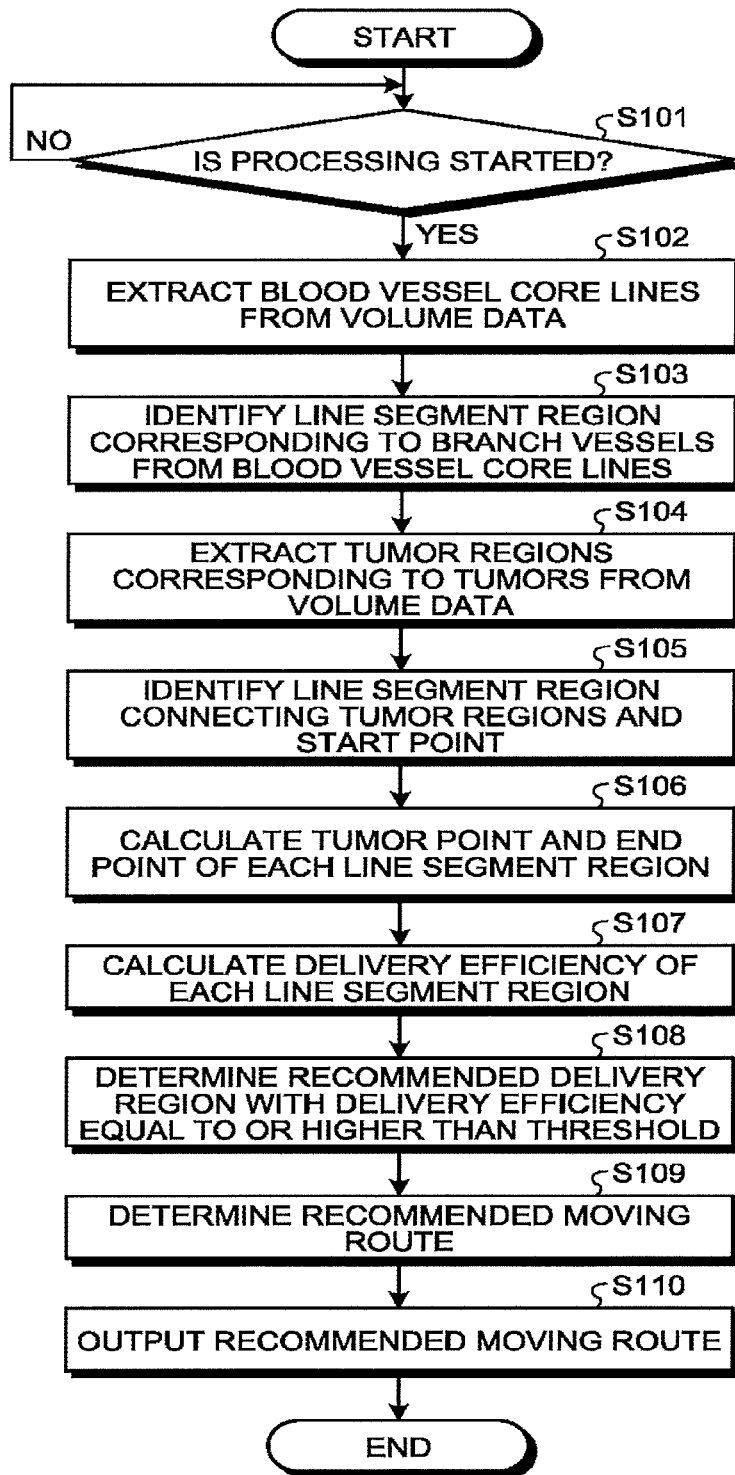 START
S101
NO
IS PROCESSING STARTED?
YES
S102
EXTRACT BLOOD VESSEL CORE LINES
FROM VOLUME DATA
S103
IDENTIFY LINE SEGMENT REGION
CORRESPONDING TO BRANCH VESSELS
FROM BLOOD VESSEL CORE LINES
S104
EXTRACT TUMOR REGIONS
CORRESPONDING TO TUMORS FROM
VOLUME DATA
S105
IDENTIFY LINE SEGMENT REGION
CONNECTING TUMOR REGIONS AND
START POINT
S106
CALCULATE TUMOR POINT AND END
POINT OF EACH LINE SEGMENT REGION
S107
CALCULATE DELIVERY EFFICIENCY OF
EACH LINE SEGMENT REGION
S108
DETERMINE RECOMMENDED DELIVERY
REGION WITH DELIVERY EFFICIENCY
EQUAL TO OR HIGHER THAN THRESHOLD
S109
DETERMINE RECOMMENDED MOVING
ROUTE
S110
OUTPUT RECOMMENDED MOVING ROUTE
END